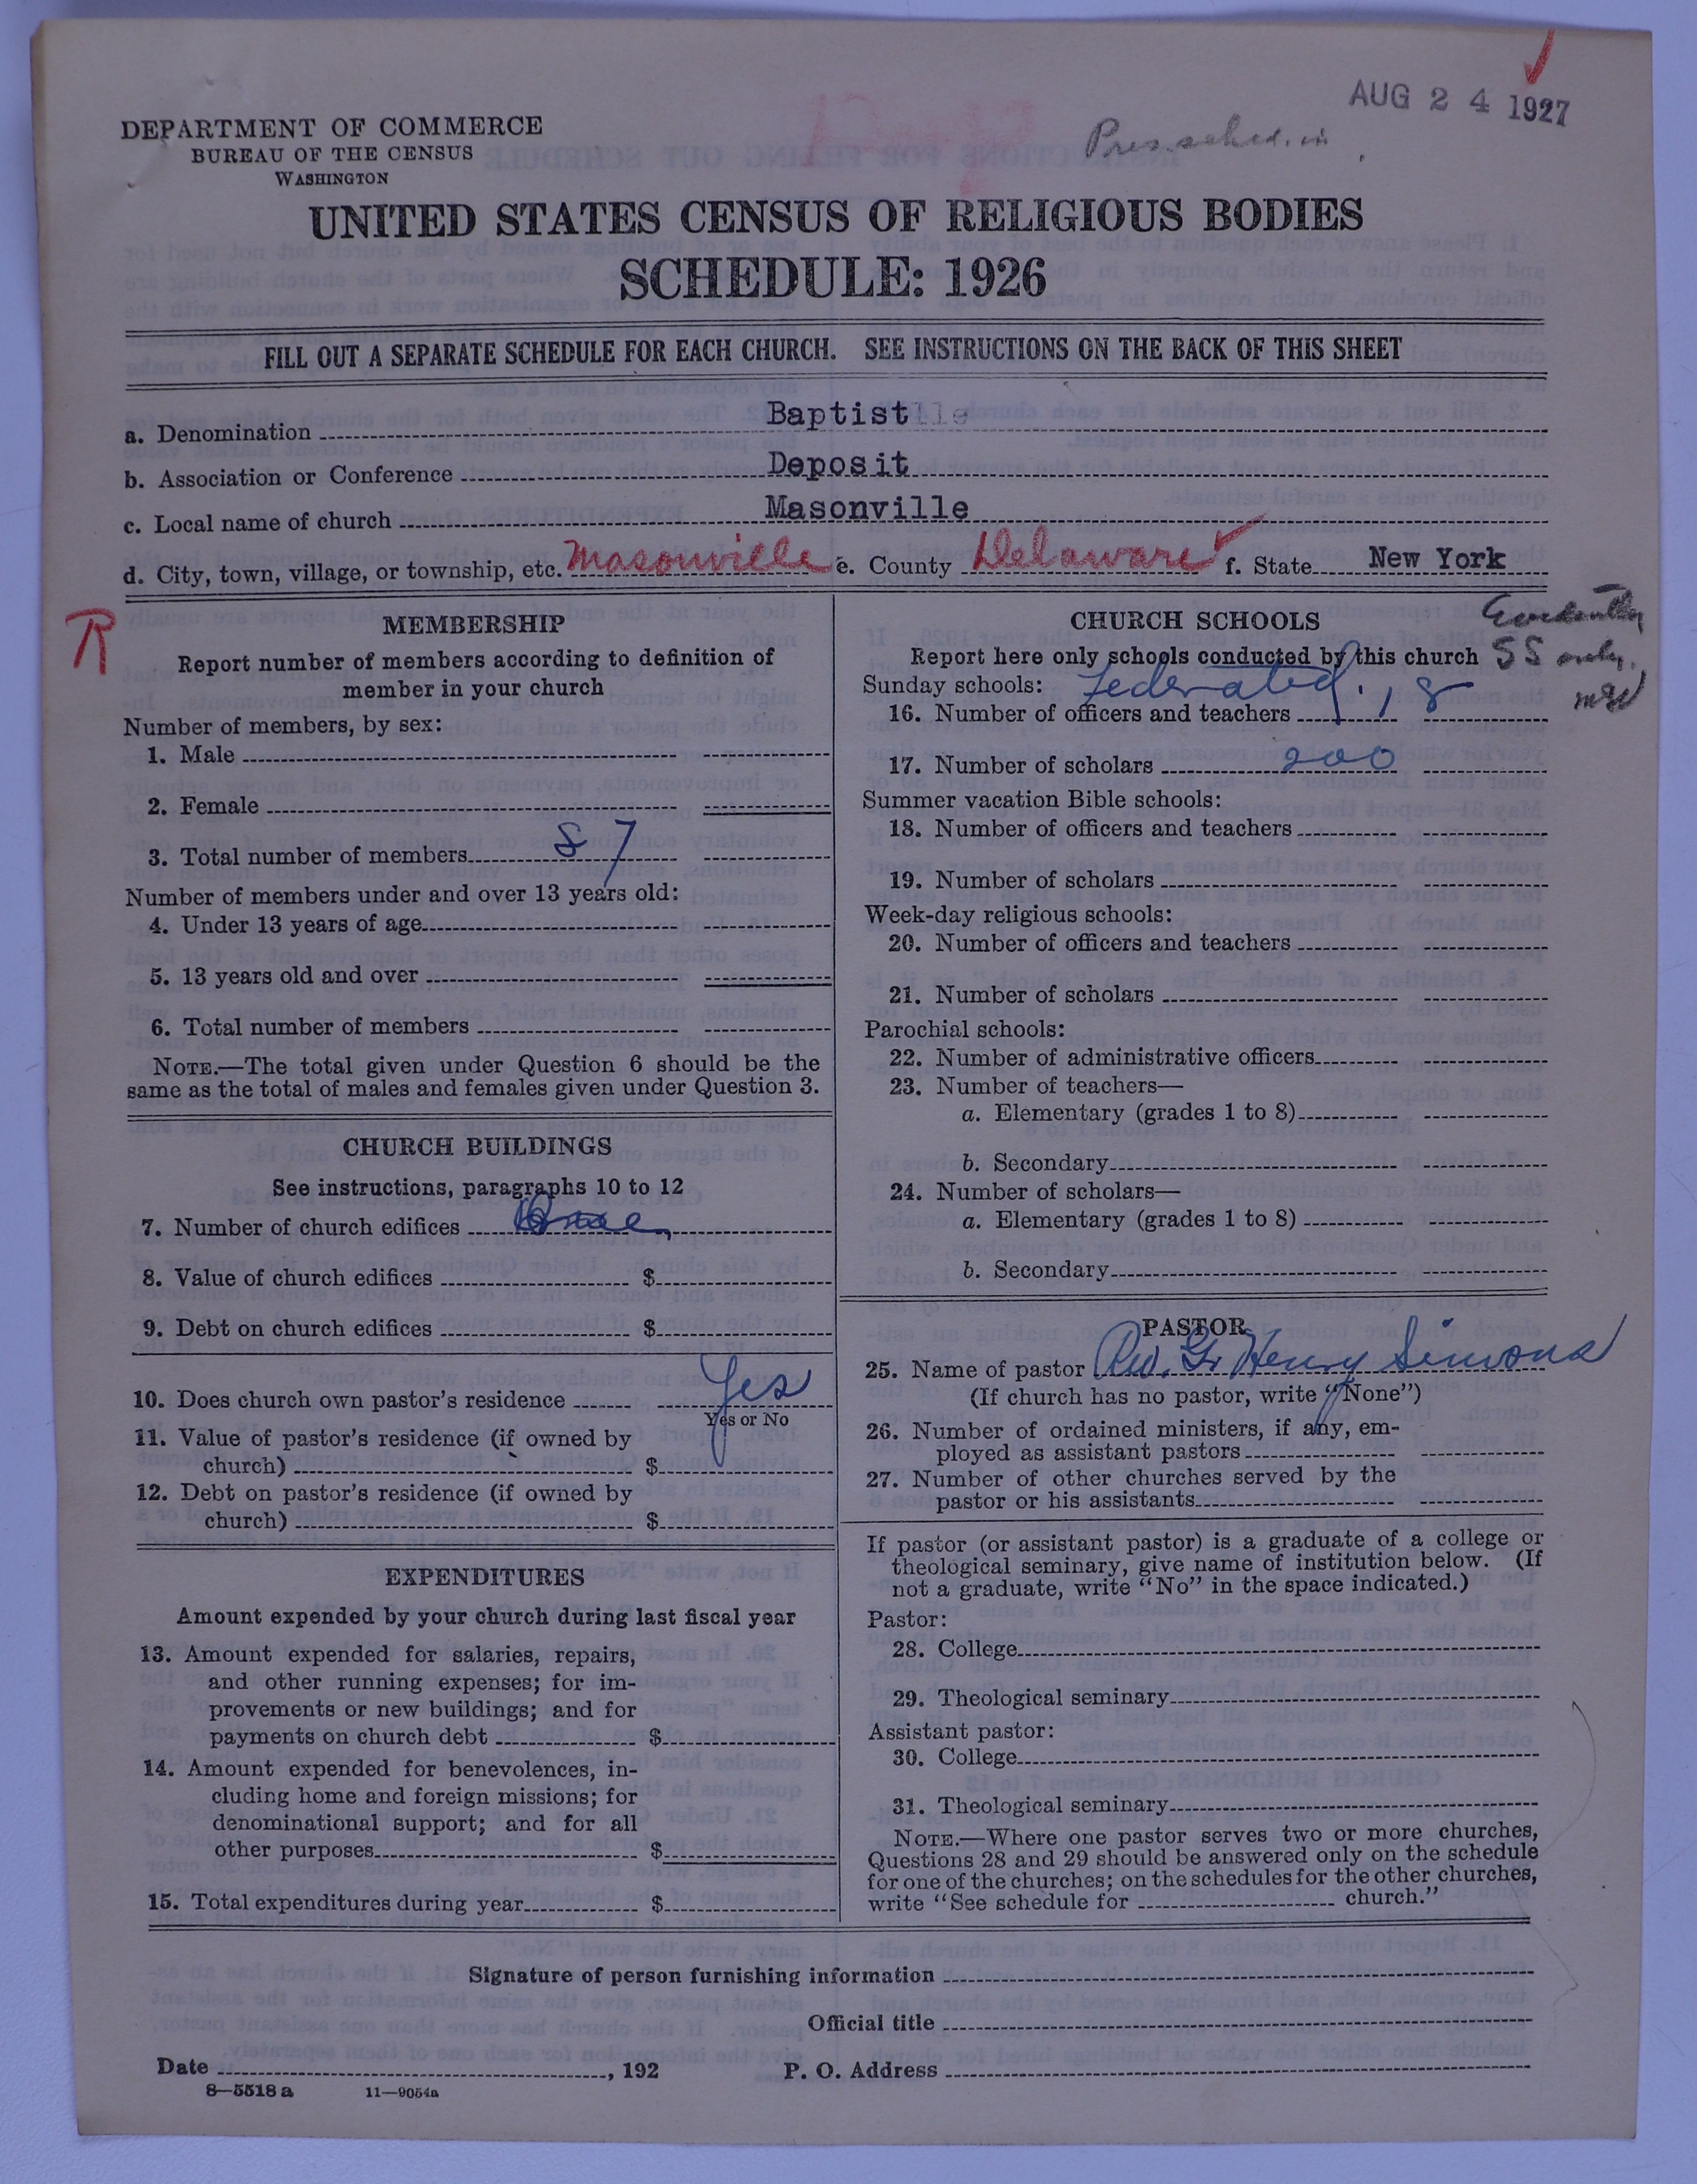 AUG 24 1927
Pres. sched. in
DEPARTMENT OF COMMERCE
BUREAU OF THE CENSUS
WASHINGTON
UNITED STATES CENSUS OF RELIGIOUS BODIES
SCHEDULE: 1926
FILL OUT A SEPARATE SCHEDULE FOR EACH CHURCH. SEE INSTRUCTIONS ON THE BACK OF THIS SHEET
a. Denomination Baptist
b. Association or Conference Deposit
c. Local name of church Masonville
d. City, town, village, or township, etc. Masonville e. County Delaware f. State New York
R
MEMBERSHIP
Report number of members according to definition of
member in your church
Number of members, by sex:
1. Male
2. Female
3. Total number of members 87
Number of members under and over 13 years old:
4. Under 13 years of age
5. 13 years old and over
6. Total number of members
NOTE.—The total given under Question 6 should be the
same as the total of males and females given under Question 3.
CHURCH BUILDINGS
See instructions, paragraphs 10 to 12
7. Number of church edifices
8. Value of church edifices $
9. Debt on church edifices $
10. Does church own pastor's residence Yes
Yes or No
11. Value of pastor's residence (if owned by
church) $
12. Debt on pastor's residence (if owned by
church) $
EXPENDITURES
Amount expended by your church during last fiscal year
13. Amount expended for salaries, repairs,
and other running expenses; for im-
provements or new buildings; and for
payments on church debt $
14. Amount expended for benevolences, in-
cluding home and foreign missions; for
denominational support; and for all
other purposes $
15. Total expenditures during year $
CHURCH SCHOOLS
Evidently
SS only.
Report here only schools conducted by this church
Sunday schools: Federated.
16. Number of officers and teachers 18
17. Number of scholars 200
Summer vacation Bible schools:
18. Number of officers and teachers
19. Number of scholars
Week-day religious schools:
20. Number of officers and teachers
21. Number of scholars
Parochial schools:
22. Number of administrative officers
23. Number of teachers—
a. Elementary (grades 1 to 8)
b. Secondary
24. Number of scholars—
a. Elementary (grades 1 to 8)
b. Secondary
PASTOR
25. Name of pastor Rev. G. Henry Simons
(If church has no pastor, write "None")
26. Number of ordained ministers, if any, em-
ployed as assistant pastors
27. Number of other churches served by the
pastor or his assistants
If pastor (or assistant pastor) is a graduate of a college or
theological seminary, give name of institution below. (If
not a graduate, write "No" in the space indicated.)
Pastor:
28. College
29. Theological seminary
Assistant pastor:
30. College
31. Theological seminary
NOTE.—Where one pastor serves two or more churches,
Questions 28 and 29 should be answered only on the schedule
for one of the churches; on the schedules for the other churches,
write "See schedule for church."
Signature of person furnishing information
Official title
Date , 192 P. O. Address
8—5518 a 11—9054a